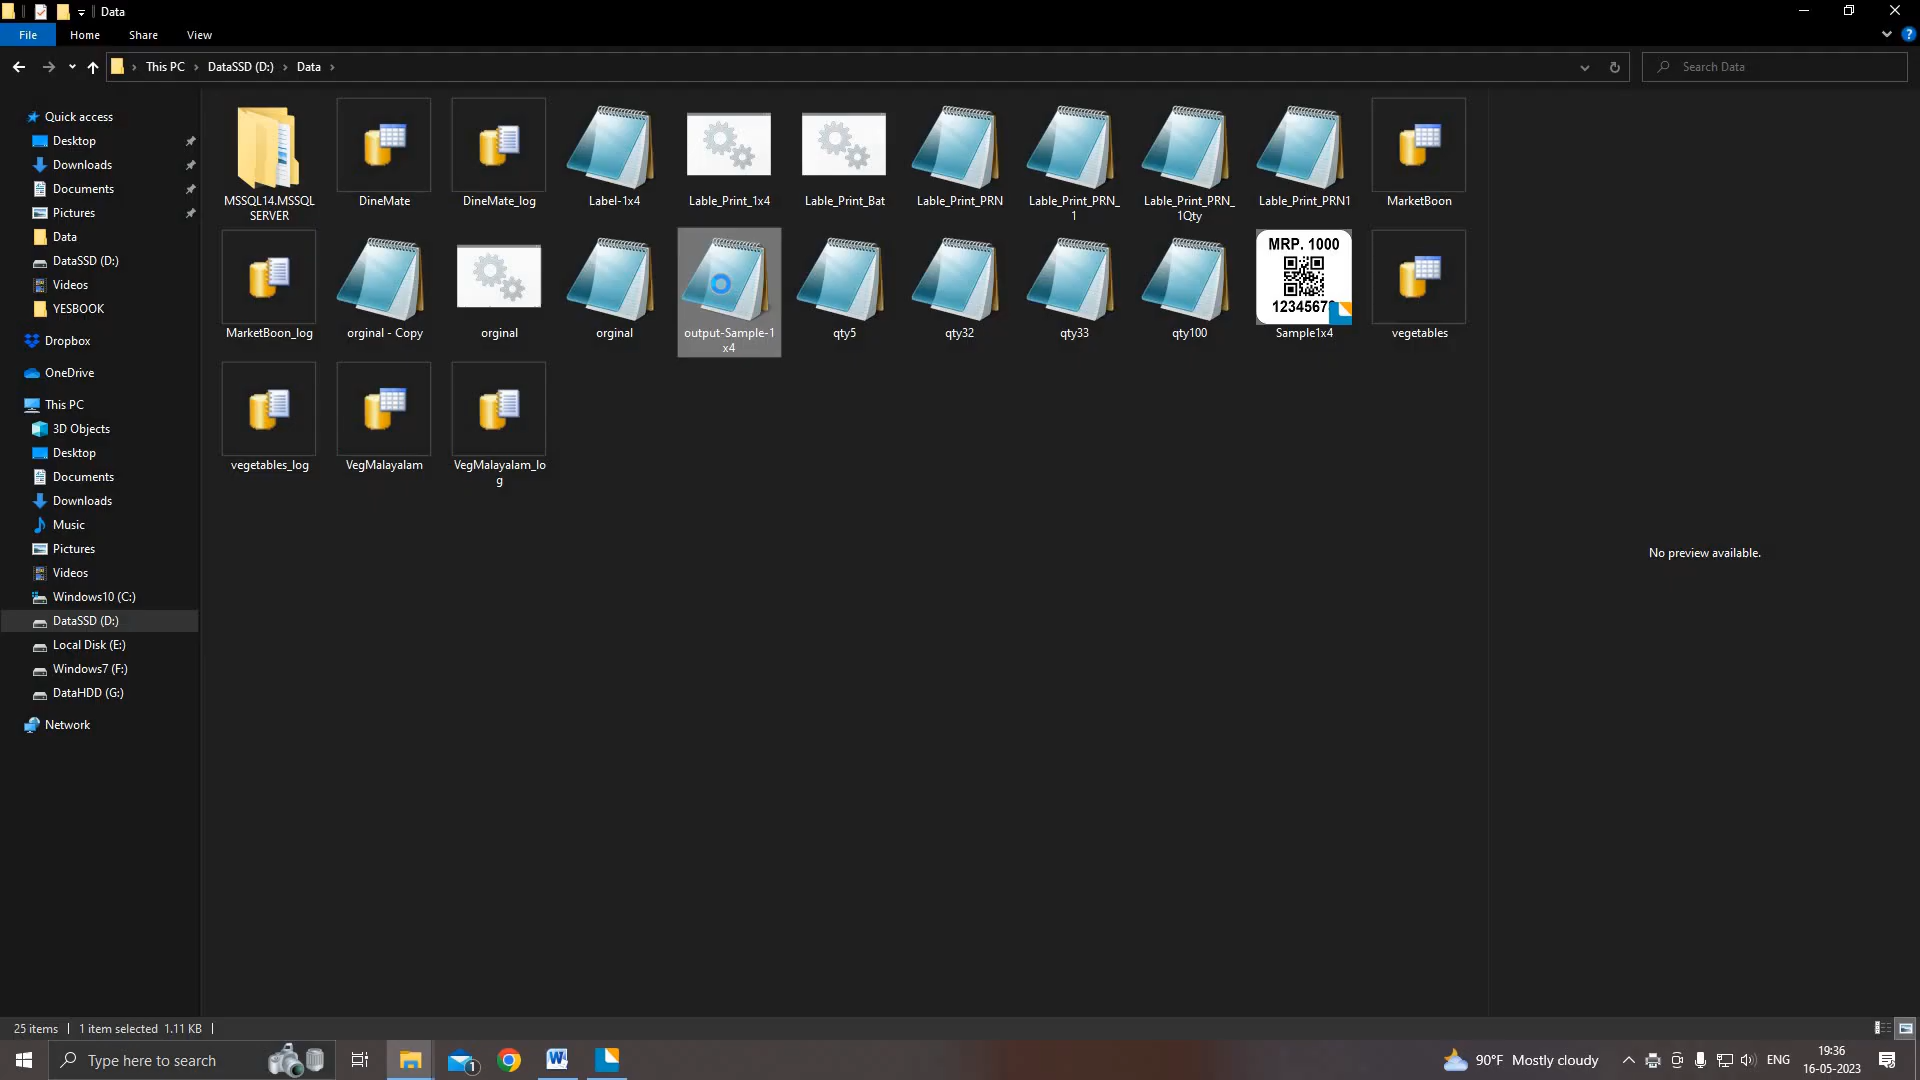 Data
File
Home
Share
View
This PC
DataSSD (D:)
Data
Search Data
Quick access
Desktop
Downloads
Documents
Pictures
Data
DataSSD (D:)
Videos
YESBOOK
Dropbox
OneDrive
This PC
3D Objects
Desktop
Documents
Downloads
Music
Pictures
Videos
Windows10 (C:)
DataSSD (D:)
Local Disk (E:)
Windows7 (F:)
DataHDD (G:)
Network
MSSQL14.MSSQL
SERVER
DineMate
DineMate_log
Label-1x4
Lable_Print_1x4
Lable_Print_Bat
Lable_Print_PRN
Lable_Print_PRN_
1
Lable_Print_PRN_
1Qty
Lable_Print_PRN1
MarketBoon
MarketBoon_log
orginal - Copy
orginal
orginal
output-Sample-1
x4
qty5
qty32
qty33
qty100
MRP. 1000
1234567
Sample1x4
vegetables
vegetables_log
VegMalayalam
VegMalayalam_lo
g
No preview available.
25 items
1 item selected 1.11 KB
Type here to search
1
90°F Mostly cloudy
ENG
19:36
16-05-2023